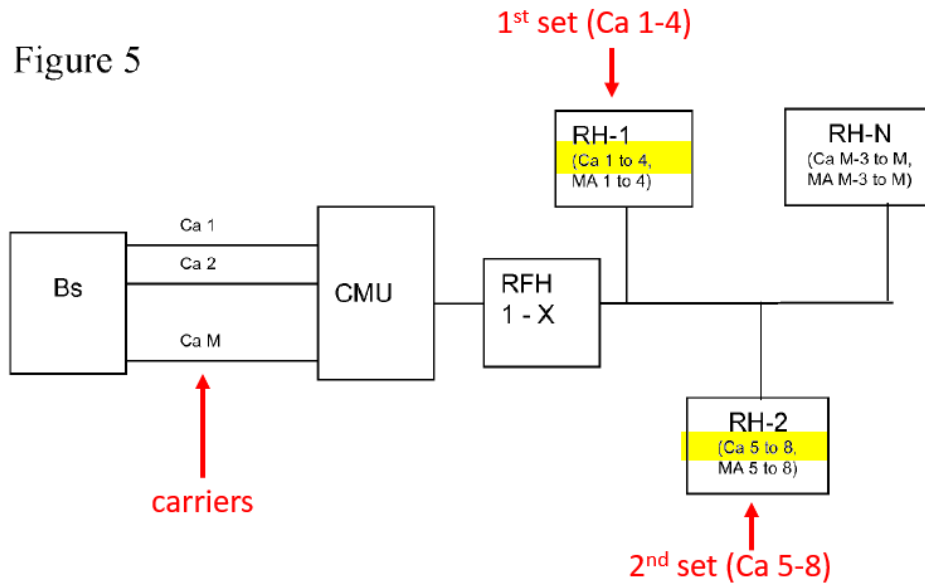 1st set (Ca 1-4)
Figure 5
RH-1
(Ca 1 to 4,
MA 1 to 4)
RH-N
(Ca M-3 to M,
MA M-3 to M)
Bs
Ca 1
Ca 2
Ca M
CMU
RFH
1 - X
RH-2
(Ca 5 to 8,
MA 5 to 8)
carriers
2nd set (Ca 5-8)